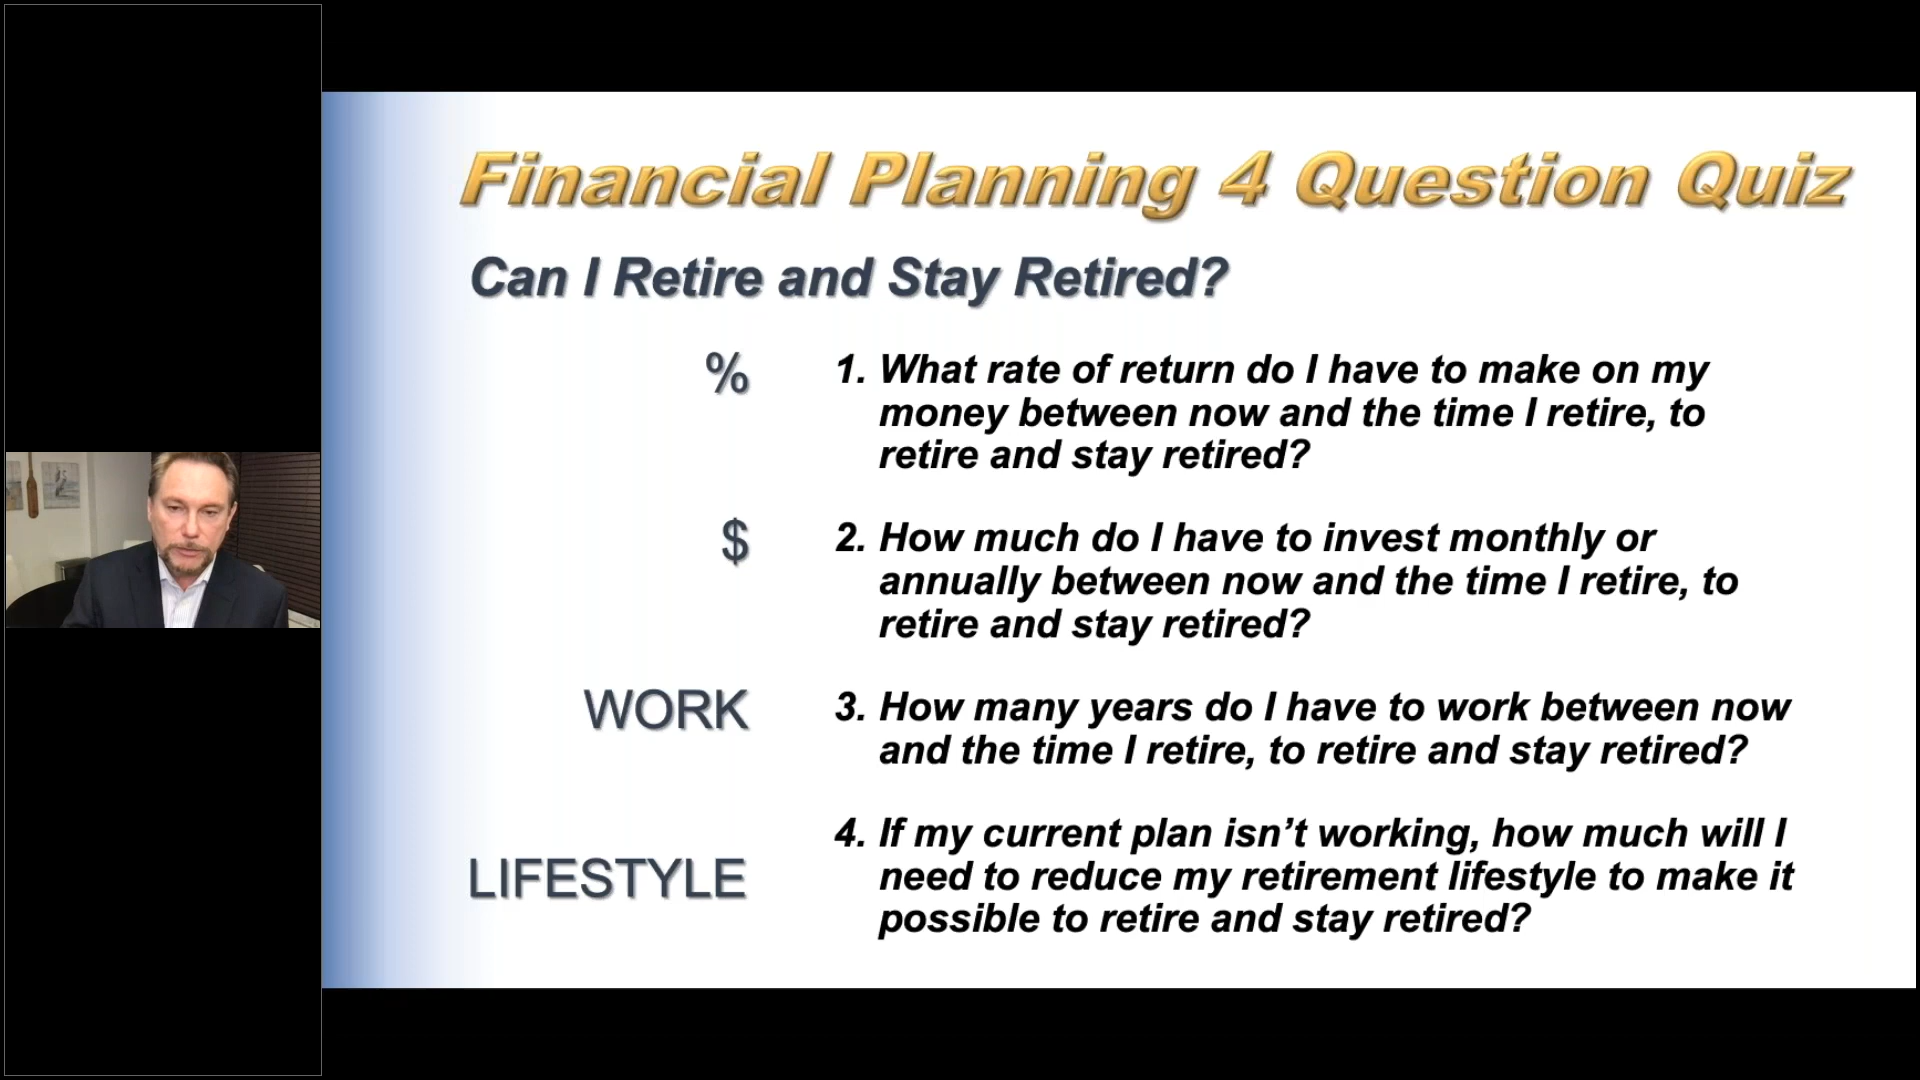 Financial Planning 4 Question Quiz
Can I Retire and Stay Retired?
%
1. What rate of return do I have to make on my
money between now and the time I retire, to
retire and stay retired?
$
2. How much do I have to invest monthly or
annually between now and the time I retire, to
retire and stay retired?
WORK
3. How many years do I have to work between now
and the time I retire, to retire and stay retired?
LIFESTYLE
4. If my current plan isn’t working, how much will I
need to reduce my retirement lifestyle to make it
possible to retire and stay retired?